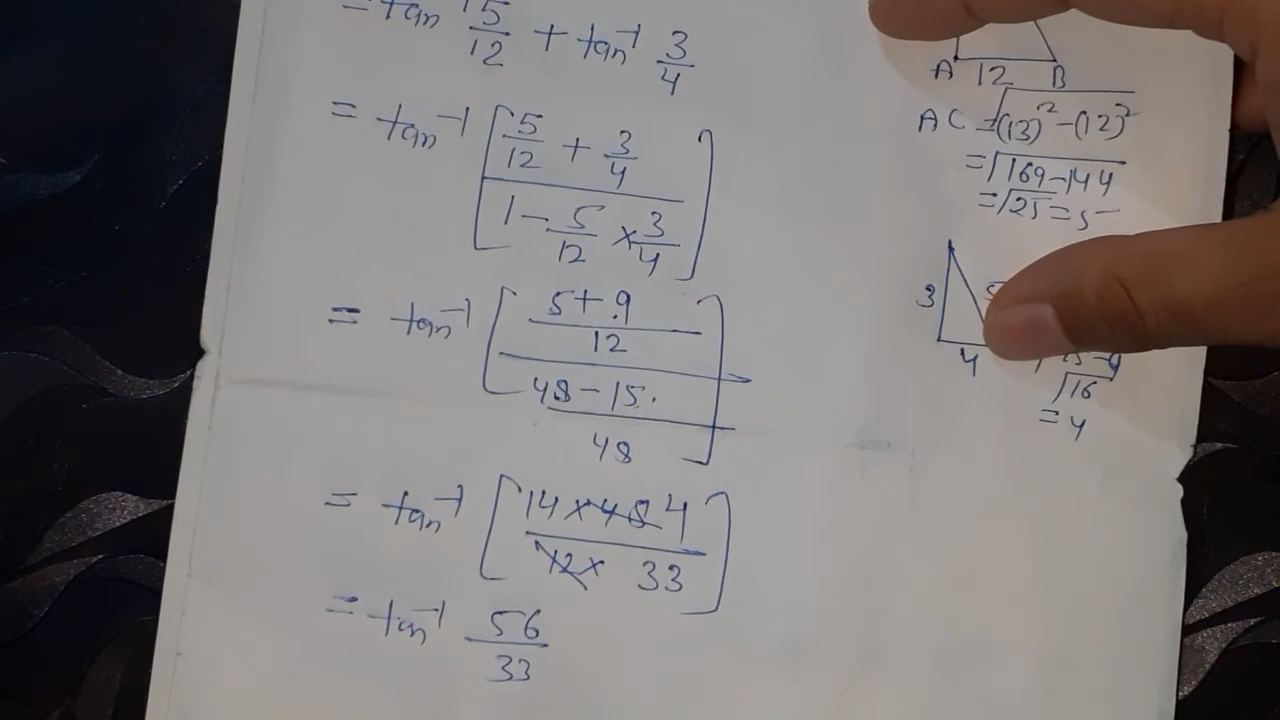 = tan⁻¹ 5/12 + tan⁻¹ 3/4
= tan⁻¹ [ (5/12 + 3/4) / (1 - 5/12 × 3/4) ]
= tan⁻¹ [ ((5 + 9)/12) / ((48 - 15)/48) ]
= tan⁻¹ [ (14 × 48 4) / (12 × 33) ]
= tan⁻¹ 56/33
A 12 B
AC = √(13)² - (12)²
= √169 - 144
= √25 = 5
3
4
√16
= 4